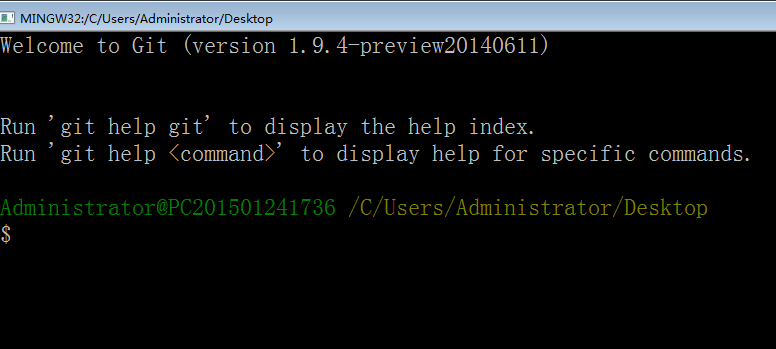 MINGW32:/C/Users/Administrator/Desktop
Welcome to Git (version 1.9.4-preview20140611)
Run 'git help git' to display the help index.
Run 'git help <command>' to display help for specific commands.
Administrator@PC201501241736 /C/Users/Administrator/Desktop
$